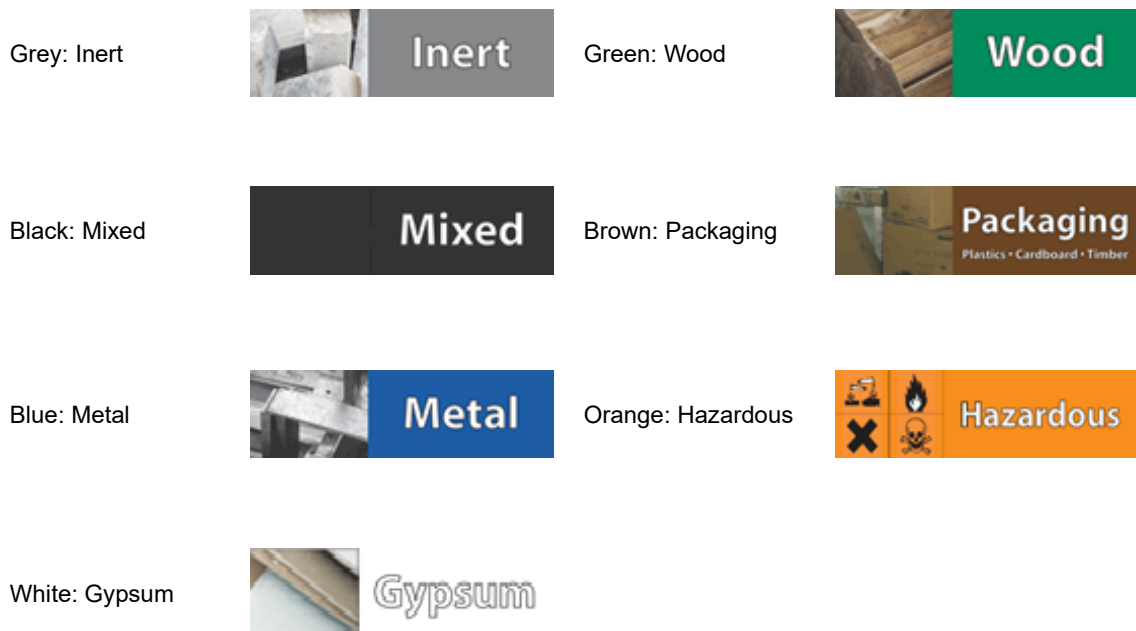 Grey: Inert
Inert
Green: Wood
Wood
Black: Mixed
Mixed
Brown: Packaging
Packaging
Plastics • Cardboard • Timber
Blue: Metal
Metal
Orange: Hazardous
Hazardous
White: Gypsum
Gypsum